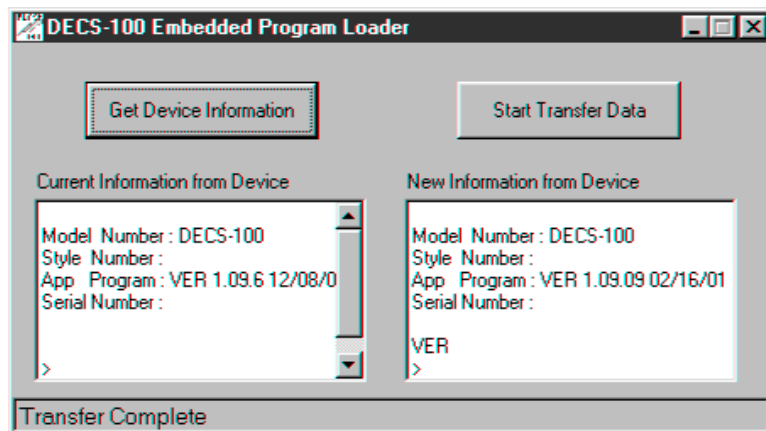 DECS-100 Embedded Program Loader
Get Device Information
Start Transfer Data
Current Information from Device
Model Number : DECS-100
Style Number :
App Program : VER 1.09.6 12/08/0
Serial Number :
>
New Information from Device
Model Number : DECS-100
Style Number :
App Program : VER 1.09.09 02/16/01
Serial Number :
VER
>
Transfer Complete